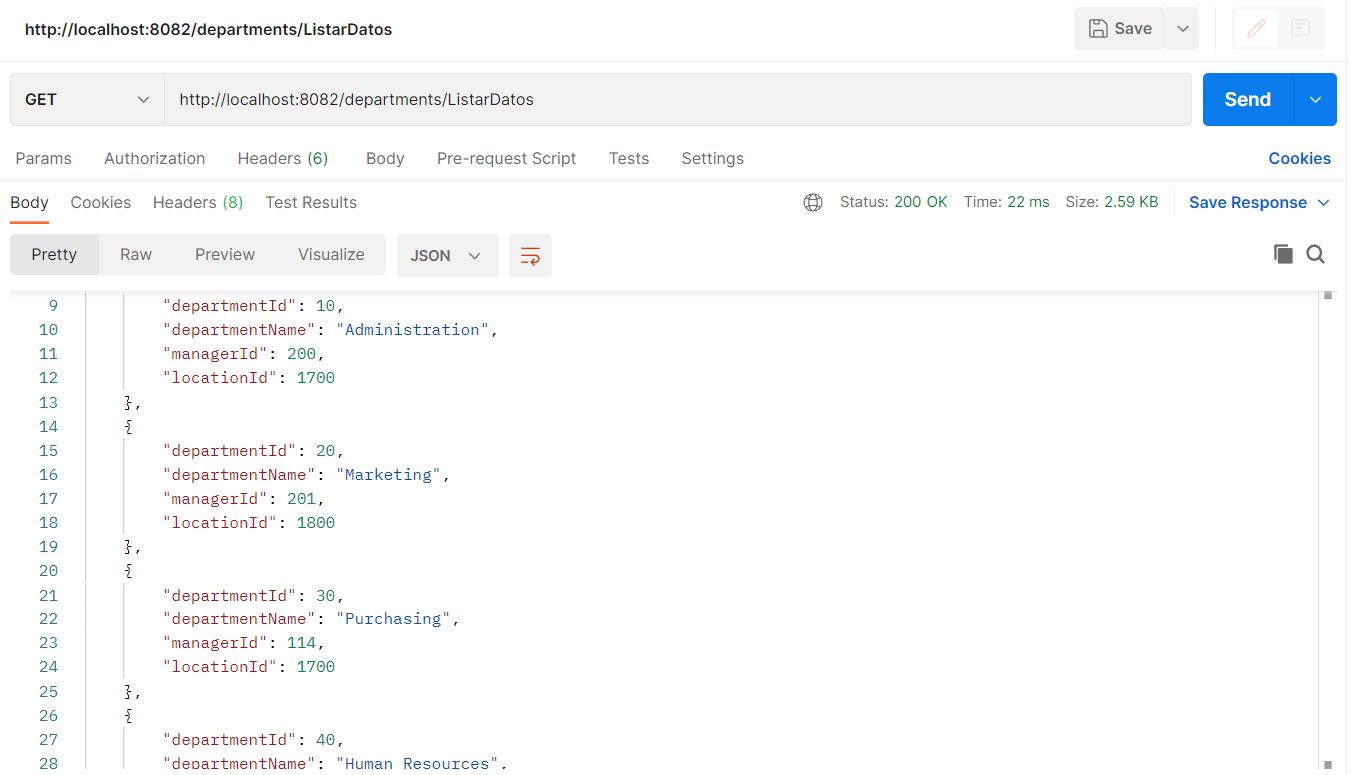 http://localhost:8082/departments/ListarDatos
Save
GET
http://localhost:8082/departments/ListarDatos
Send
Params Authorization Headers (6) Body Pre-request Script Tests Settings Cookies
Body Cookies Headers (8) Test Results Status: 200 OK Time: 22 ms Size: 2.59 KB Save Response
Pretty Raw Preview Visualize JSON
9 "departmentId": 10,
10 "departmentName": "Administration",
11 "managerId": 200,
12 "locationId": 1700
13 },
14 {
15 "departmentId": 20,
16 "departmentName": "Marketing",
17 "managerId": 201,
18 "locationId": 1800
19 },
20 {
21 "departmentId": 30,
22 "departmentName": "Purchasing",
23 "managerId": 114,
24 "locationId": 1700
25 },
26 {
27 "departmentId": 40,
28 "departmentName": "Human Resources",